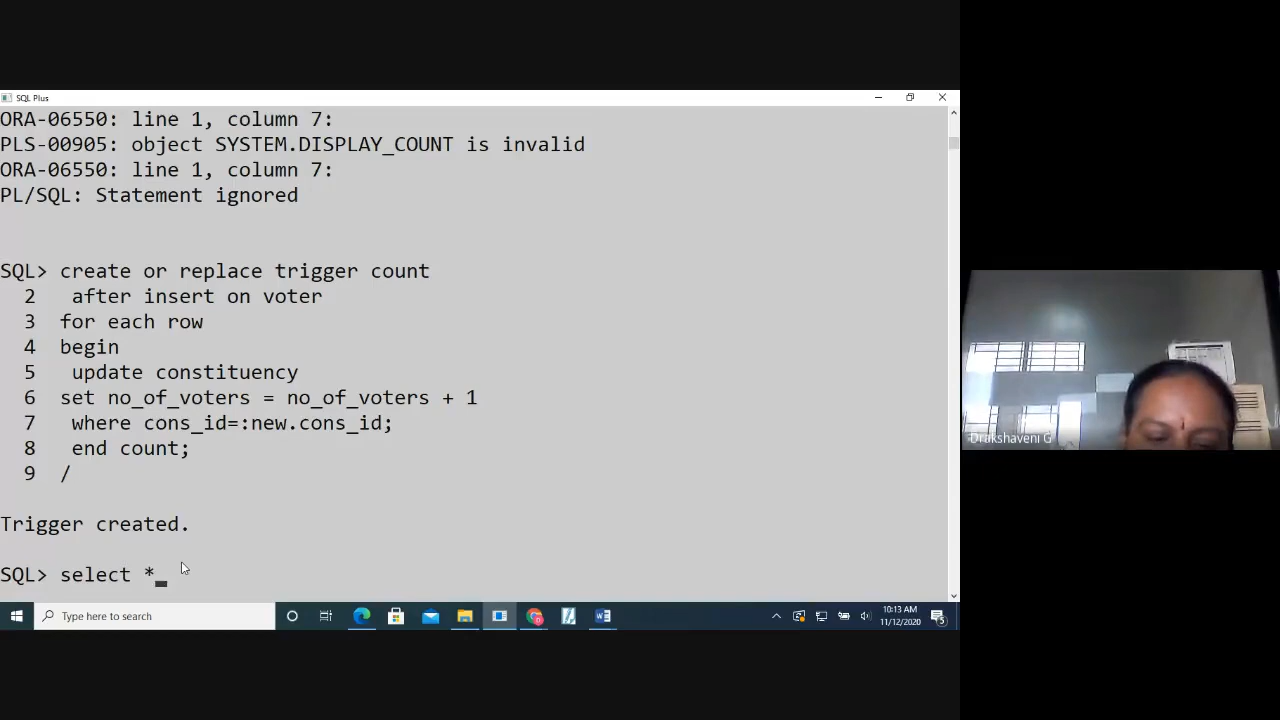 SQL Plus
ORA-06550: line 1, column 7:
PLS-00905: object SYSTEM.DISPLAY_COUNT is invalid
ORA-06550: line 1, column 7:
PL/SQL: Statement ignored
SQL> create or replace trigger count
2 after insert on voter
3 for each row
4 begin
5 update constituency
6 set no_of_voters = no_of_voters + 1
7 where cons_id=:new.cons_id;
8 end count;
9 /
Trigger created.
SQL> select *
Drakshaveni G
Type here to search
10:13 AM
11/12/2020
5